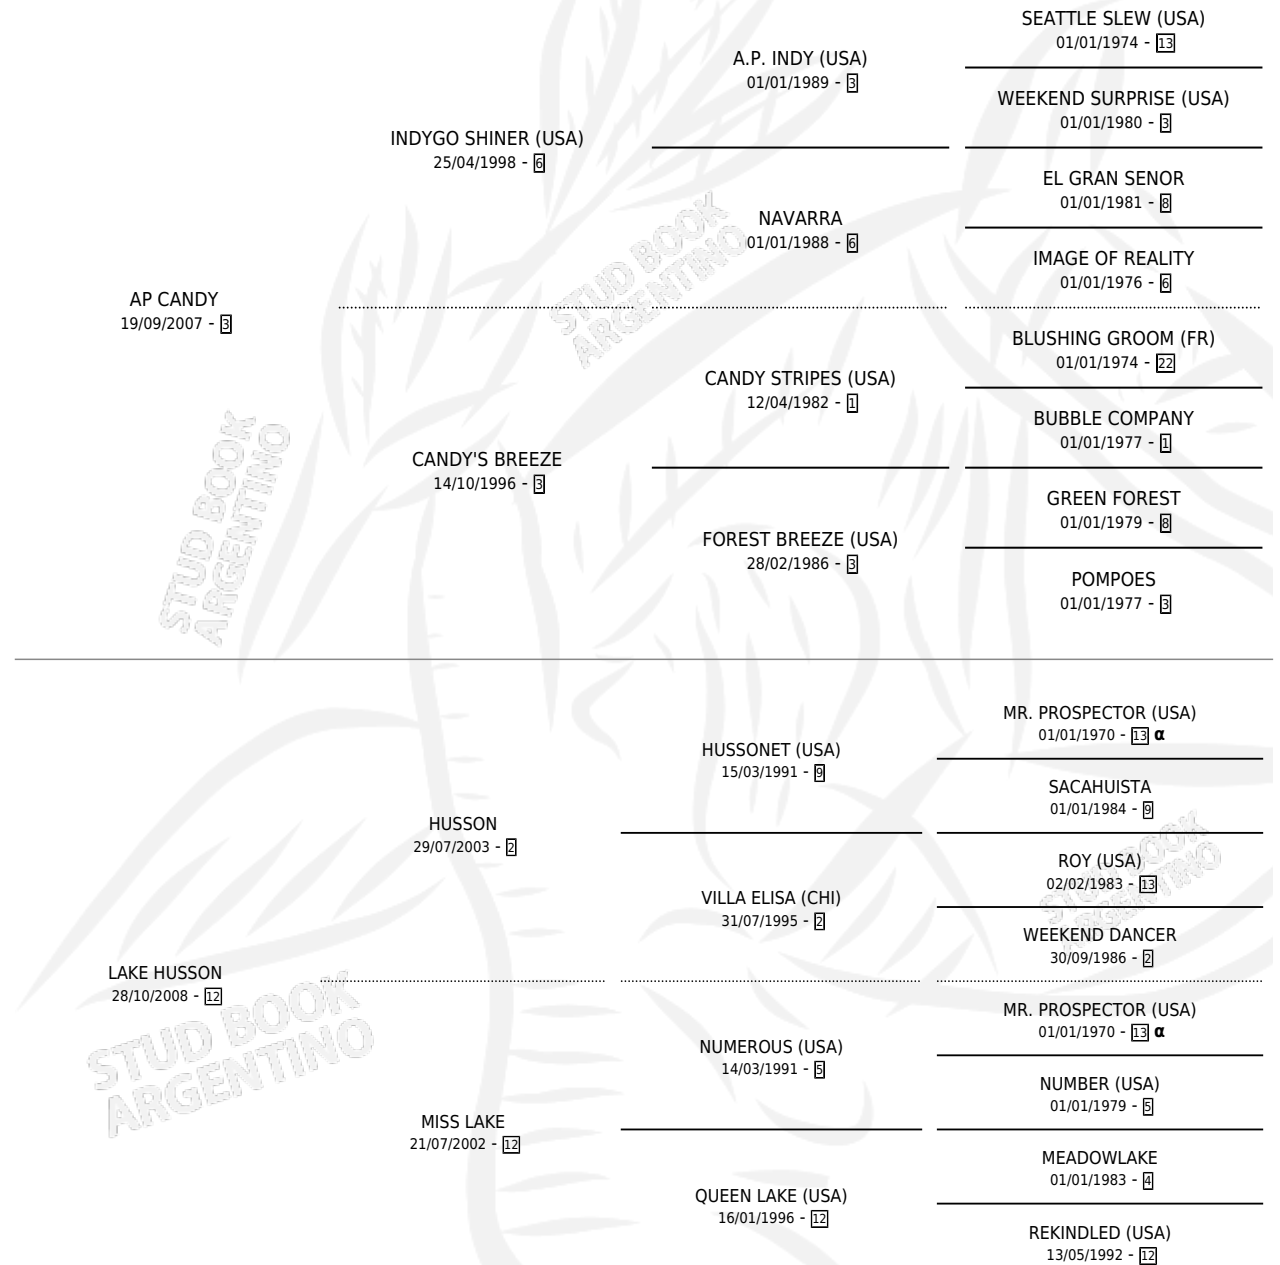 SEATTLE SLEW (USA)
01/01/1974 - 13
A.P. INDY (USA)
01/01/1989 - 3
WEEKEND SURPRISE (USA)
01/01/1980 - 3
INDYGO SHINER (USA)
25/04/1998 - 6
EL GRAN SENOR
01/01/1981 - 8
NAVARRA
01/01/1988 - 6
IMAGE OF REALITY
01/01/1976 - 6
AP CANDY
19/09/2007 - 3
BLUSHING GROOM (FR)
01/01/1974 - 22
CANDY STRIPES (USA)
12/04/1982 - 1
BUBBLE COMPANY
01/01/1977 - 1
CANDY'S BREEZE
14/10/1996 - 3
GREEN FOREST
01/01/1979 - 8
FOREST BREEZE (USA)
28/02/1986 - 3
POMPOES
01/01/1977 - 3
MR. PROSPECTOR (USA)
01/01/1970 - 13 α
HUSSONET (USA)
15/03/1991 - 9
SACAHUISTA
01/01/1984 - 9
HUSSON
29/07/2003 - 2
ROY (USA)
02/02/1983 - 13
VILLA ELISA (CHI)
31/07/1995 - 2
WEEKEND DANCER
30/09/1986 - 2
LAKE HUSSON
28/10/2008 - 12
MR. PROSPECTOR (USA)
01/01/1970 - 13 α
NUMEROUS (USA)
14/03/1991 - 5
NUMBER (USA)
01/01/1979 - 5
MISS LAKE
21/07/2002 - 12
MEADOWLAKE
01/01/1983 - 4
QUEEN LAKE (USA)
16/01/1996 - 12
REKINDLED (USA)
13/05/1992 - 12
STUD BOOK
ARGENTINO
STUD BOOK
ARGENTINO
STUD BOOK
ARGENTINO
STUD BOOK
ARGENTINO